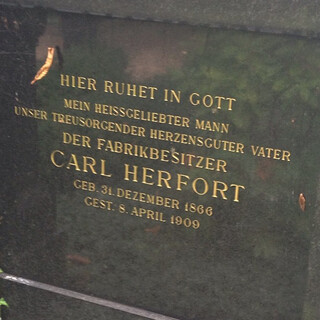 HIER RUHET IN GOTT
MEIN HEISSGELIEBTER MANN
UNSER TREUSORGENDER HERZENSGUTER VATER
DER FABRIKBESITZER
CARL HERFORT
GEB. 31. DEZEMBER 1866
GEST. 8. APRIL 1909